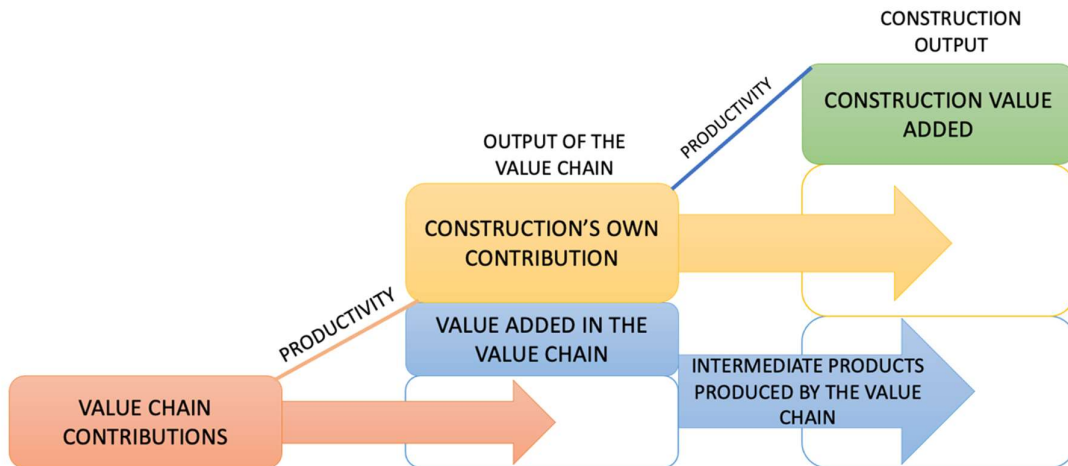 CONSTRUCTION
OUTPUT
CONSTRUCTION VALUE
ADDED
PRODUCTIVITY
OUTPUT OF THE
VALUE CHAIN
CONSTRUCTION’S OWN
CONTRIBUTION
PRODUCTIVITY
VALUE ADDED IN THE
VALUE CHAIN
INTERMEDIATE PRODUCTS
PRODUCED BY THE VALUE
CHAIN
VALUE CHAIN
CONTRIBUTIONS